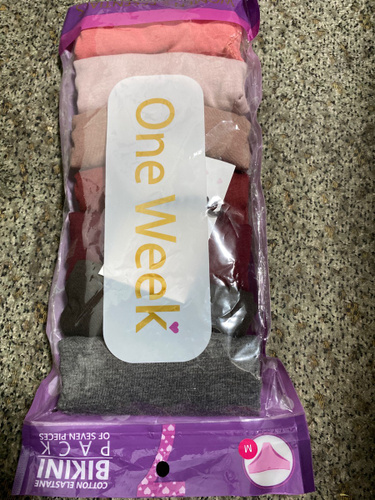 One Week
7
COTTON ELASTANE
BIKINI
PACK
OF SEVEN PIECES
M